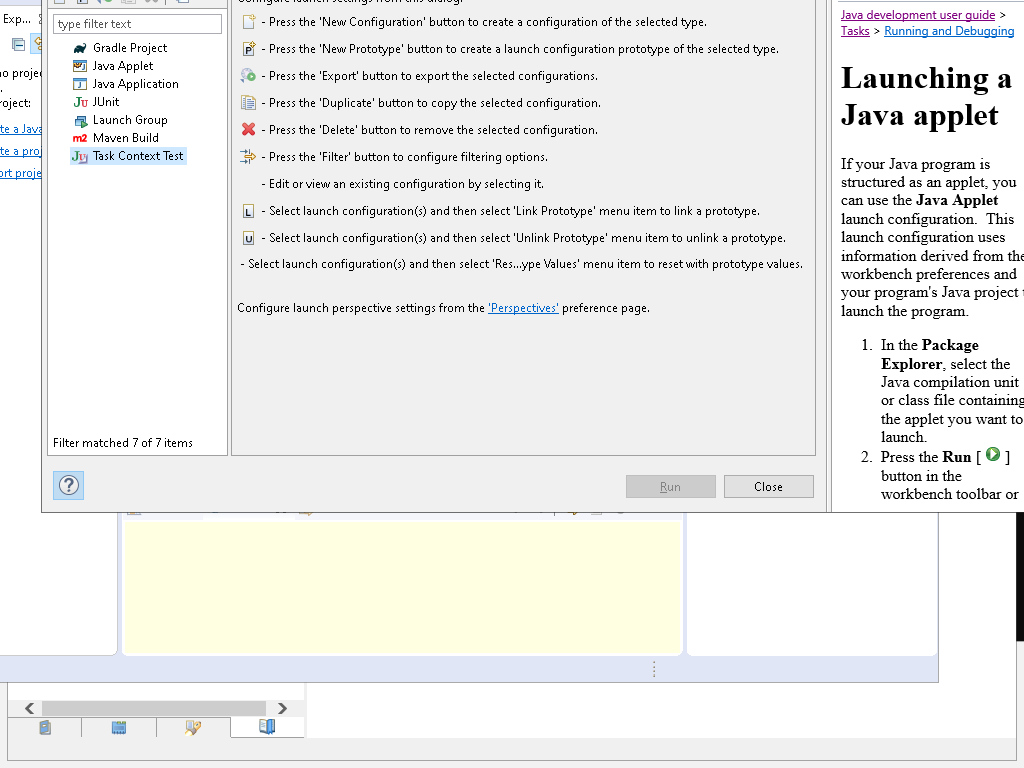 Exp...
no projec
.
roject:
te a Java
te a proj
ort proje
Configure launch settings from this dialog:
type filter text
Gradle Project
Java Applet
Java Application
JUnit
Launch Group
Maven Build
Task Context Test
Filter matched 7 of 7 items
- Press the 'New Configuration' button to create a configuration of the selected type.
- Press the 'New Prototype' button to create a launch configuration prototype of the selected type.
- Press the 'Export' button to export the selected configurations.
- Press the 'Duplicate' button to copy the selected configuration.
- Press the 'Delete' button to remove the selected configuration.
- Press the 'Filter' button to configure filtering options.
- Edit or view an existing configuration by selecting it.
- Select launch configuration(s) and then select 'Link Prototype' menu item to link a prototype.
- Select launch configuration(s) and then select 'Unlink Prototype' menu item to unlink a prototype.
- Select launch configuration(s) and then select 'Res...ype Values' menu item to reset with prototype values.
Configure launch perspective settings from the 'Perspectives' preference page.
Run
Close
Java development user guide >
Tasks > Running and Debugging
Launching a
Java applet
If your Java program is
structured as an applet, you
can use the Java Applet
launch configuration. This
launch configuration uses
information derived from the
workbench preferences and
your program's Java project t
launch the program.
1. In the Package
Explorer, select the
Java compilation unit
or class file containing
the applet you want to
launch.
2. Press the Run [ ]
button in the
workbench toolbar or